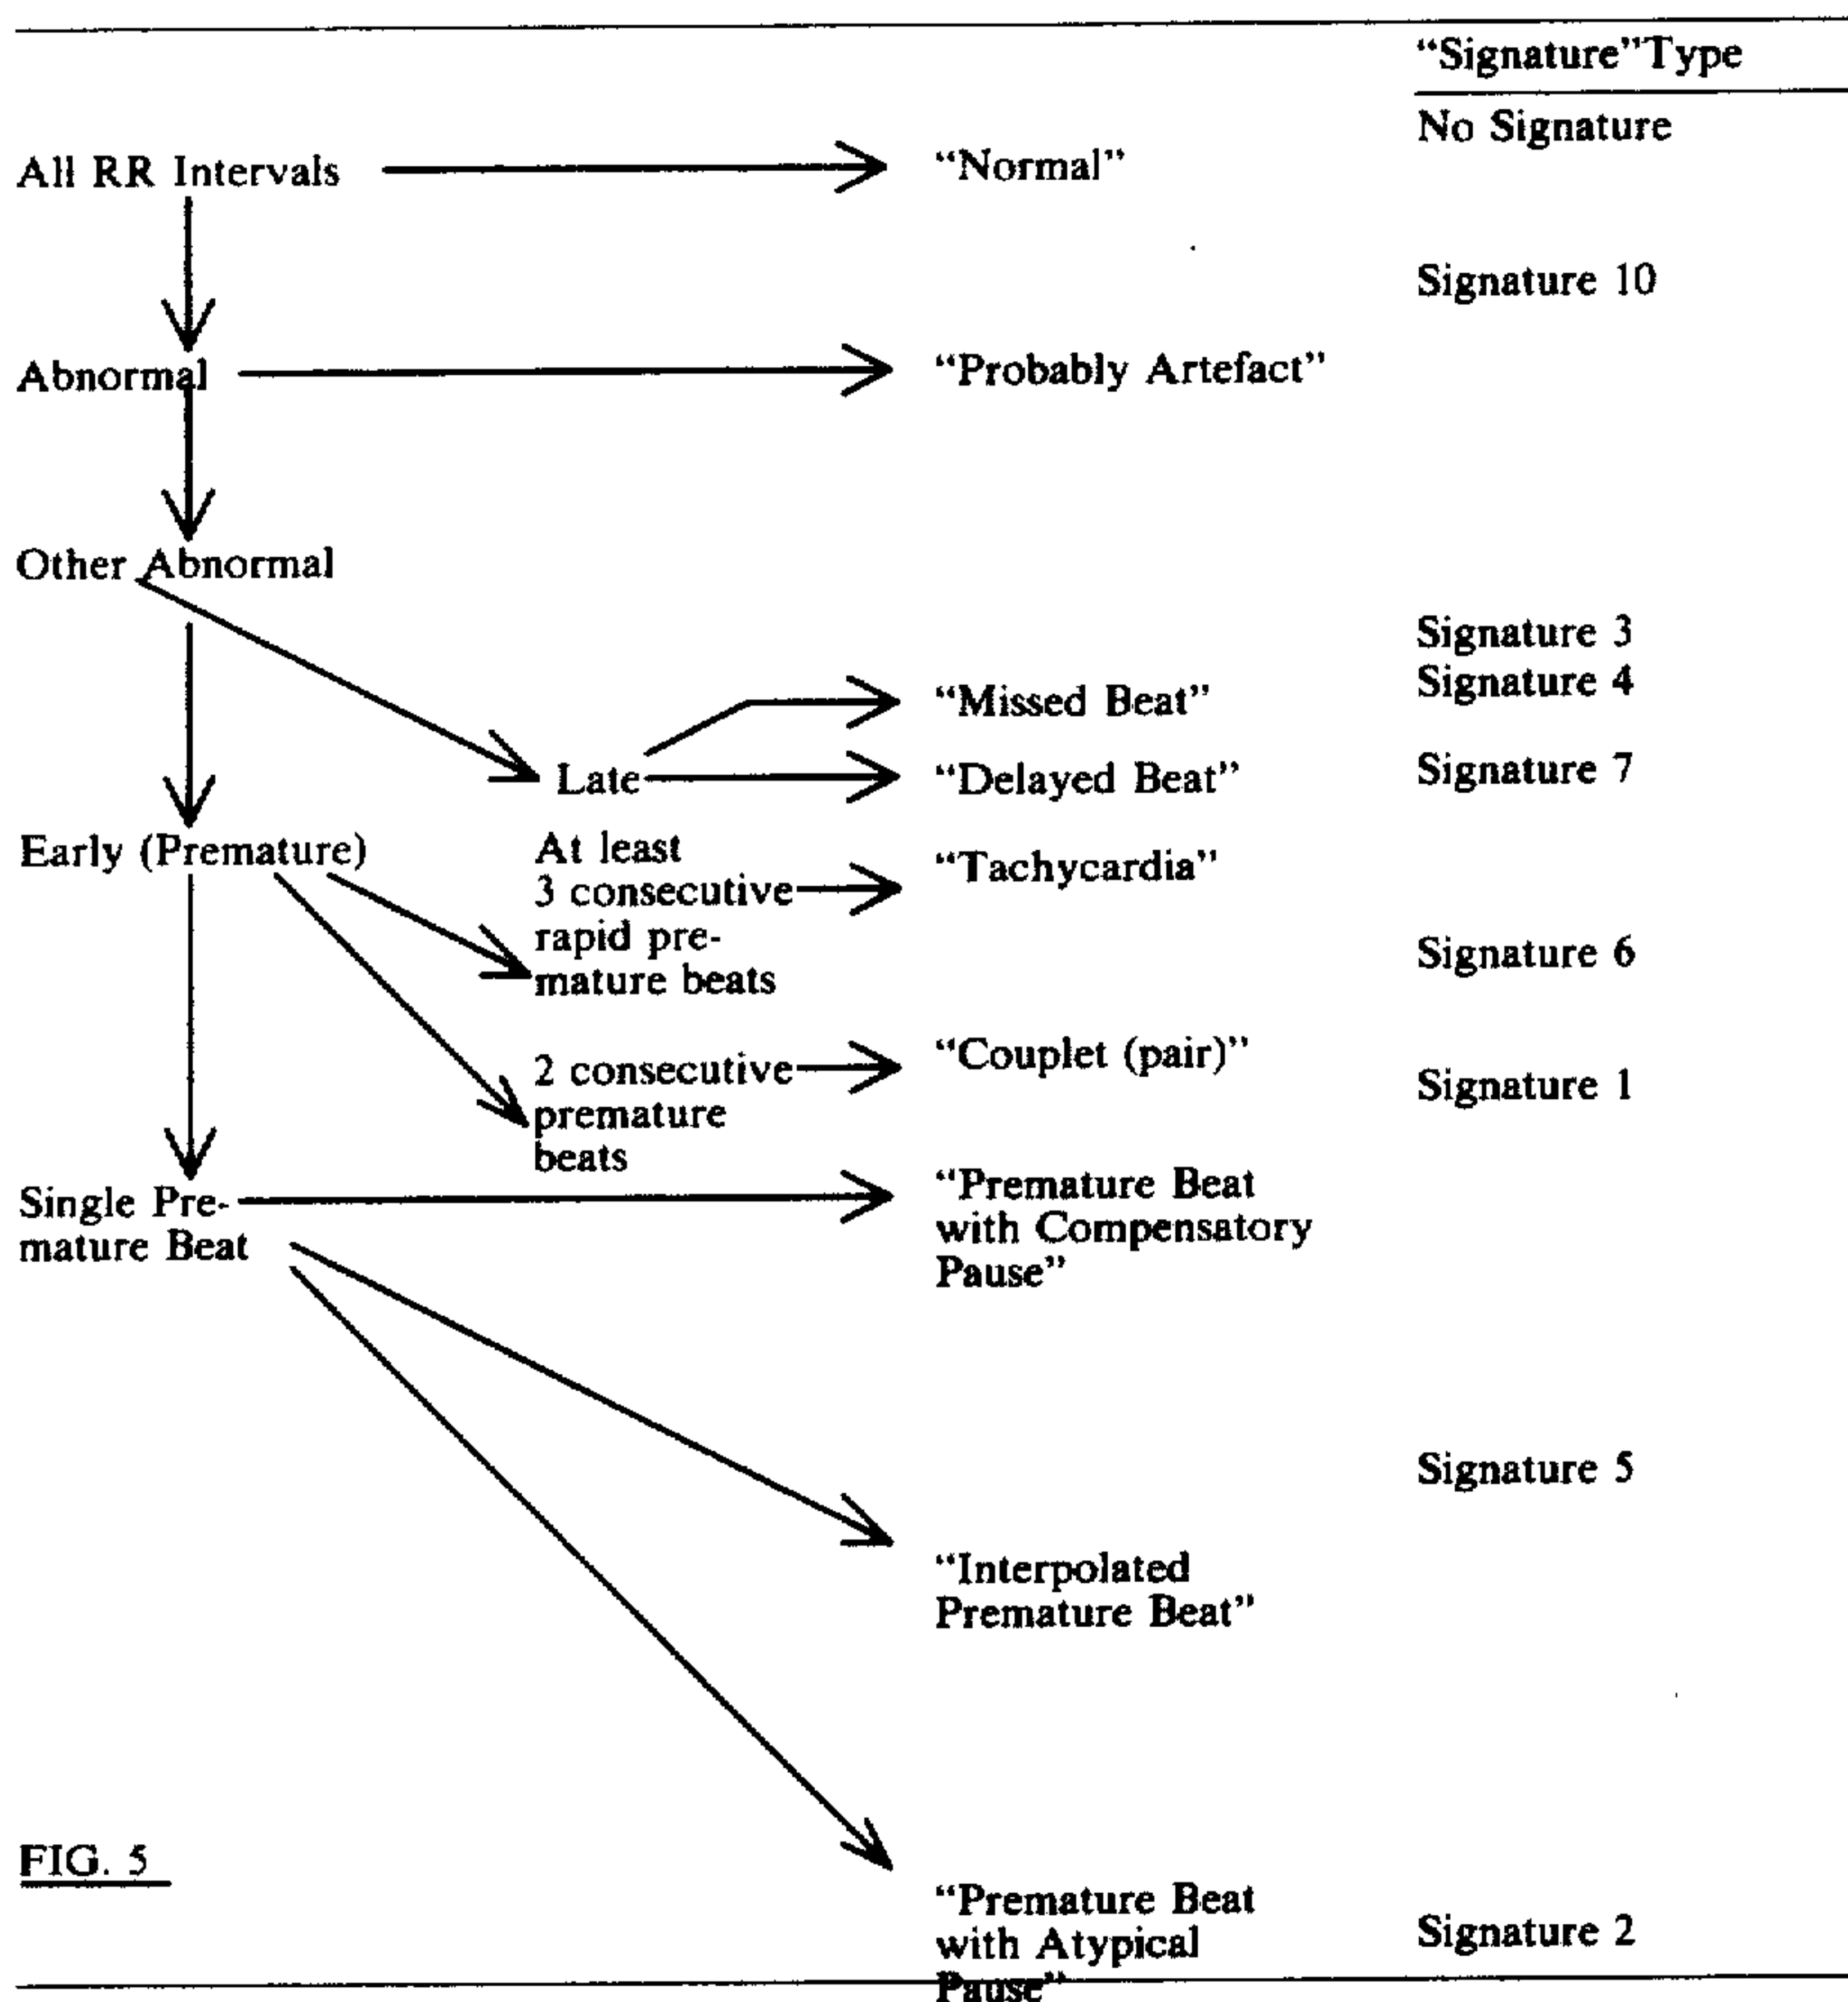 “Signature”Type
No Signature
All RR Intervals
“Normal”
Signature 10
Abnormal
“Probably Artefact”
Other Abnormal
Signature 3
“Missed Beat”
Signature 4
Late
“Delayed Beat”
Signature 7
Early (Premature)
At least
3 consecutive
rapid pre-
mature beats
“Tachycardia”
Signature 6
2 consecutive
premature
beats
“Couplet (pair)”
Signature 1
Single Pre-
mature Beat
“Premature Beat
with Compensatory
Pause”
Signature 5
“Interpolated
Premature Beat”
FIG. 5
“Premature Beat
with Atypical
Pause”
Signature 2